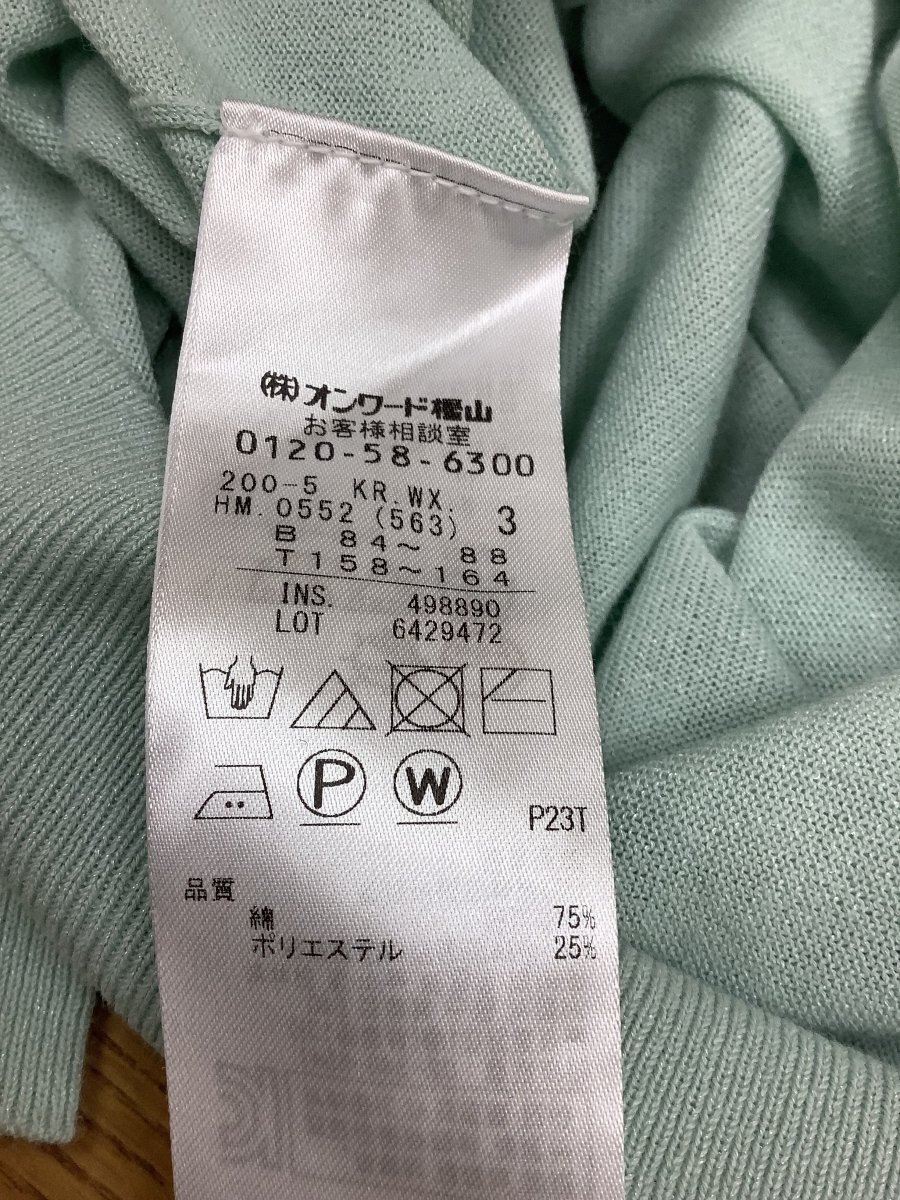 (株)オンワード樫山
お客様相談室
0120-58-6300
200-5 KR.WX.
HM.0552(563) 3
B 84〜 88
T158〜164
INS. 498890
LOT 6429472
P W
P23T
品質
綿 75%
ポリエステル 25%